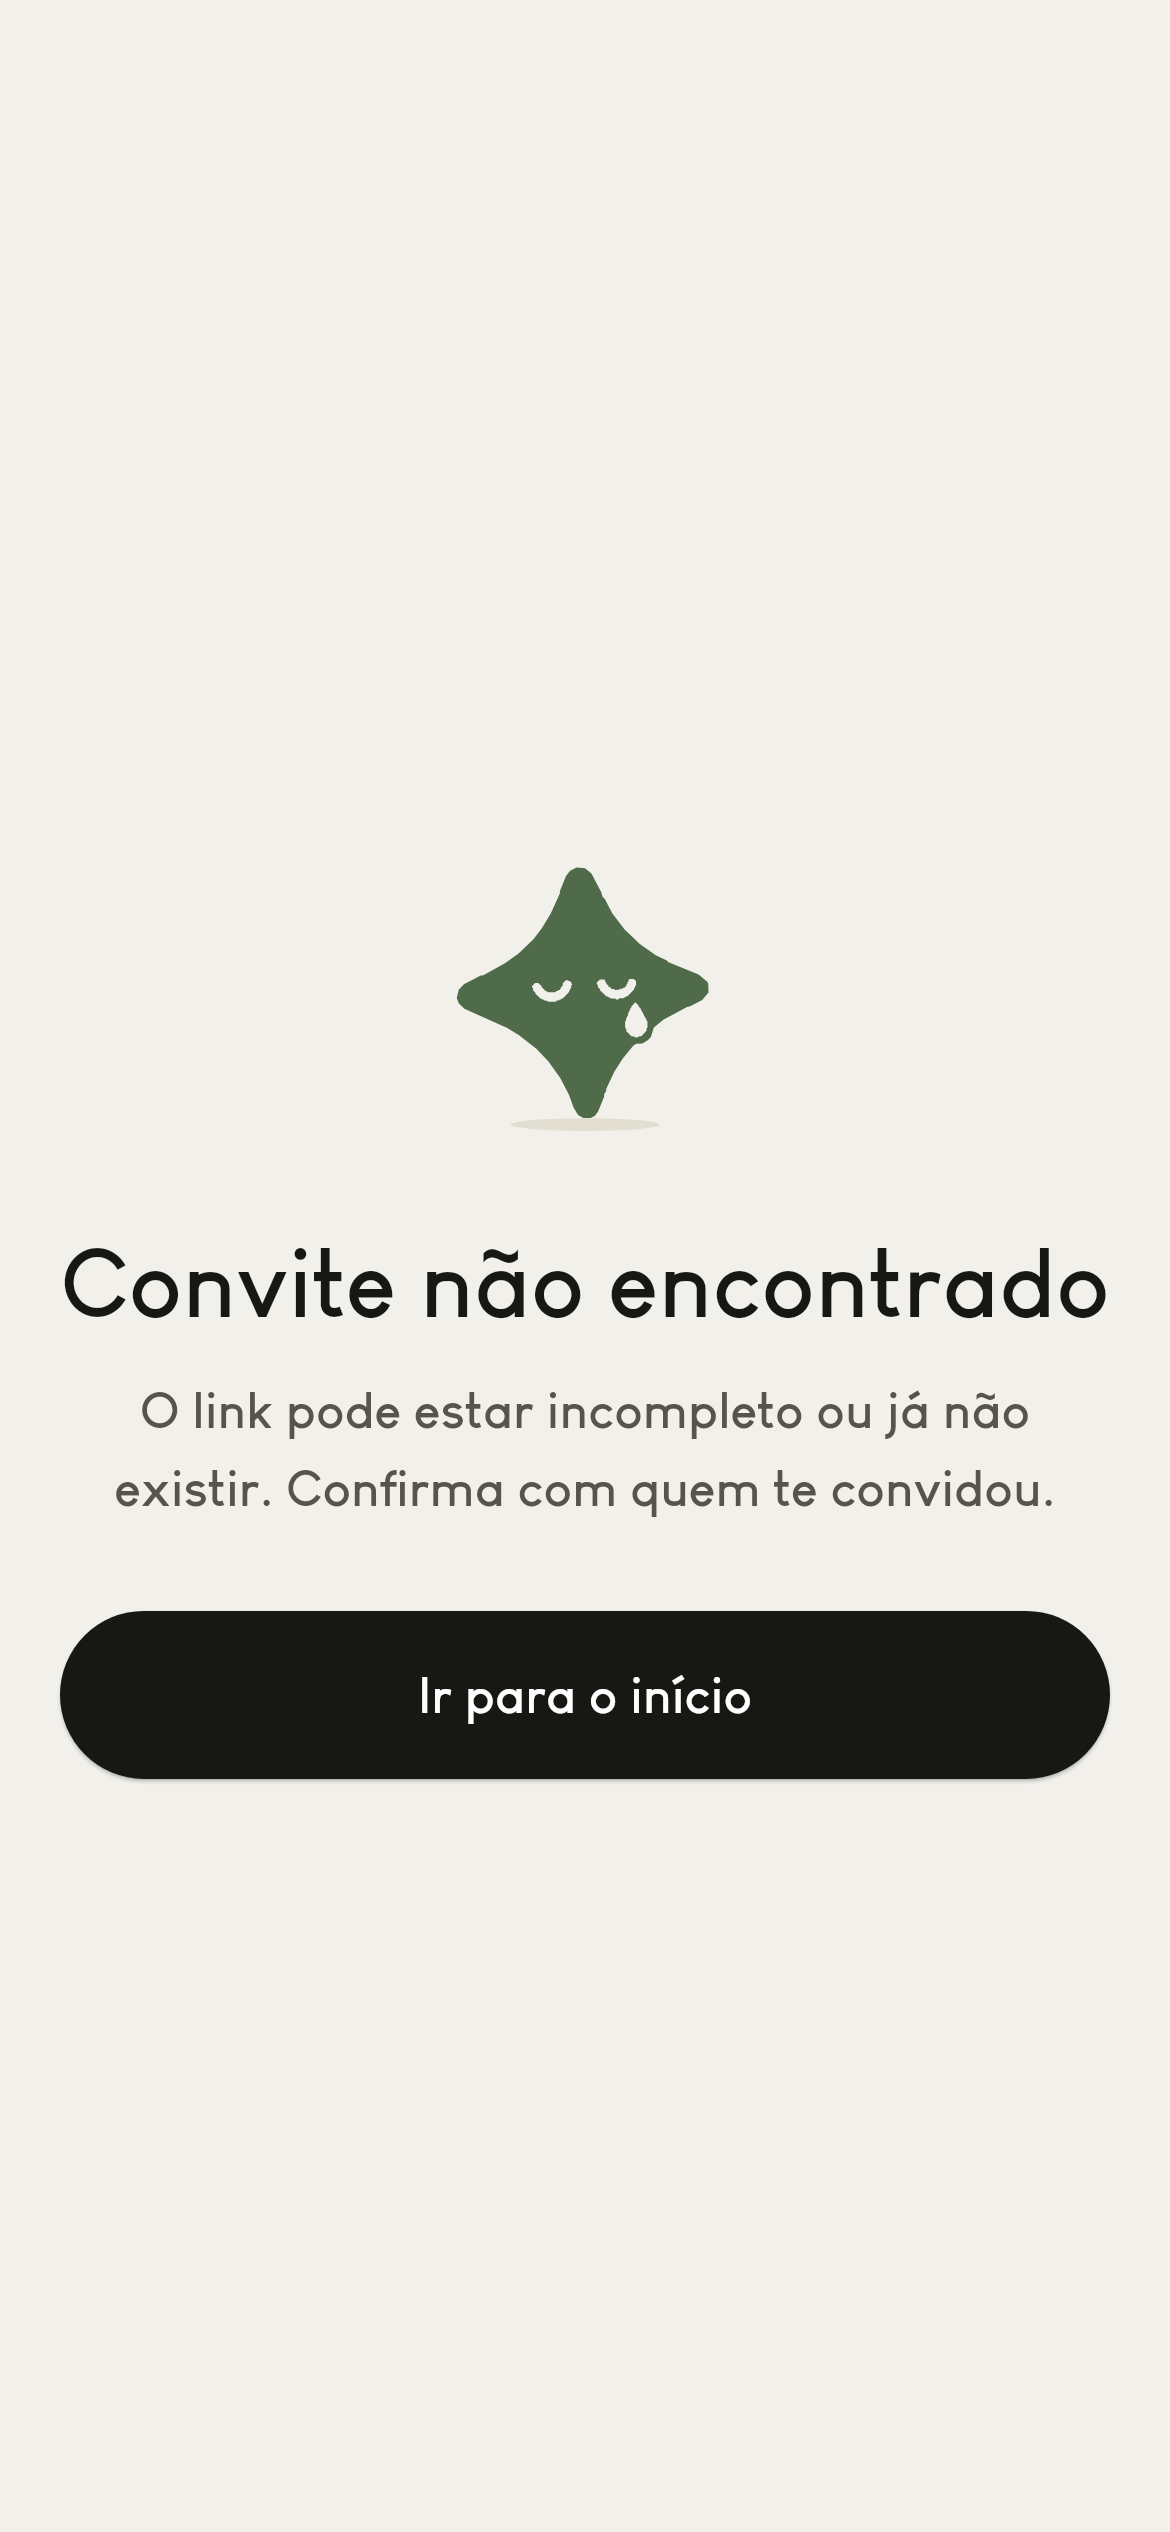 Convite não encontrado
O link pode estar incompleto ou já não
existir. Confirma com quem te convidou.
Ir para o início